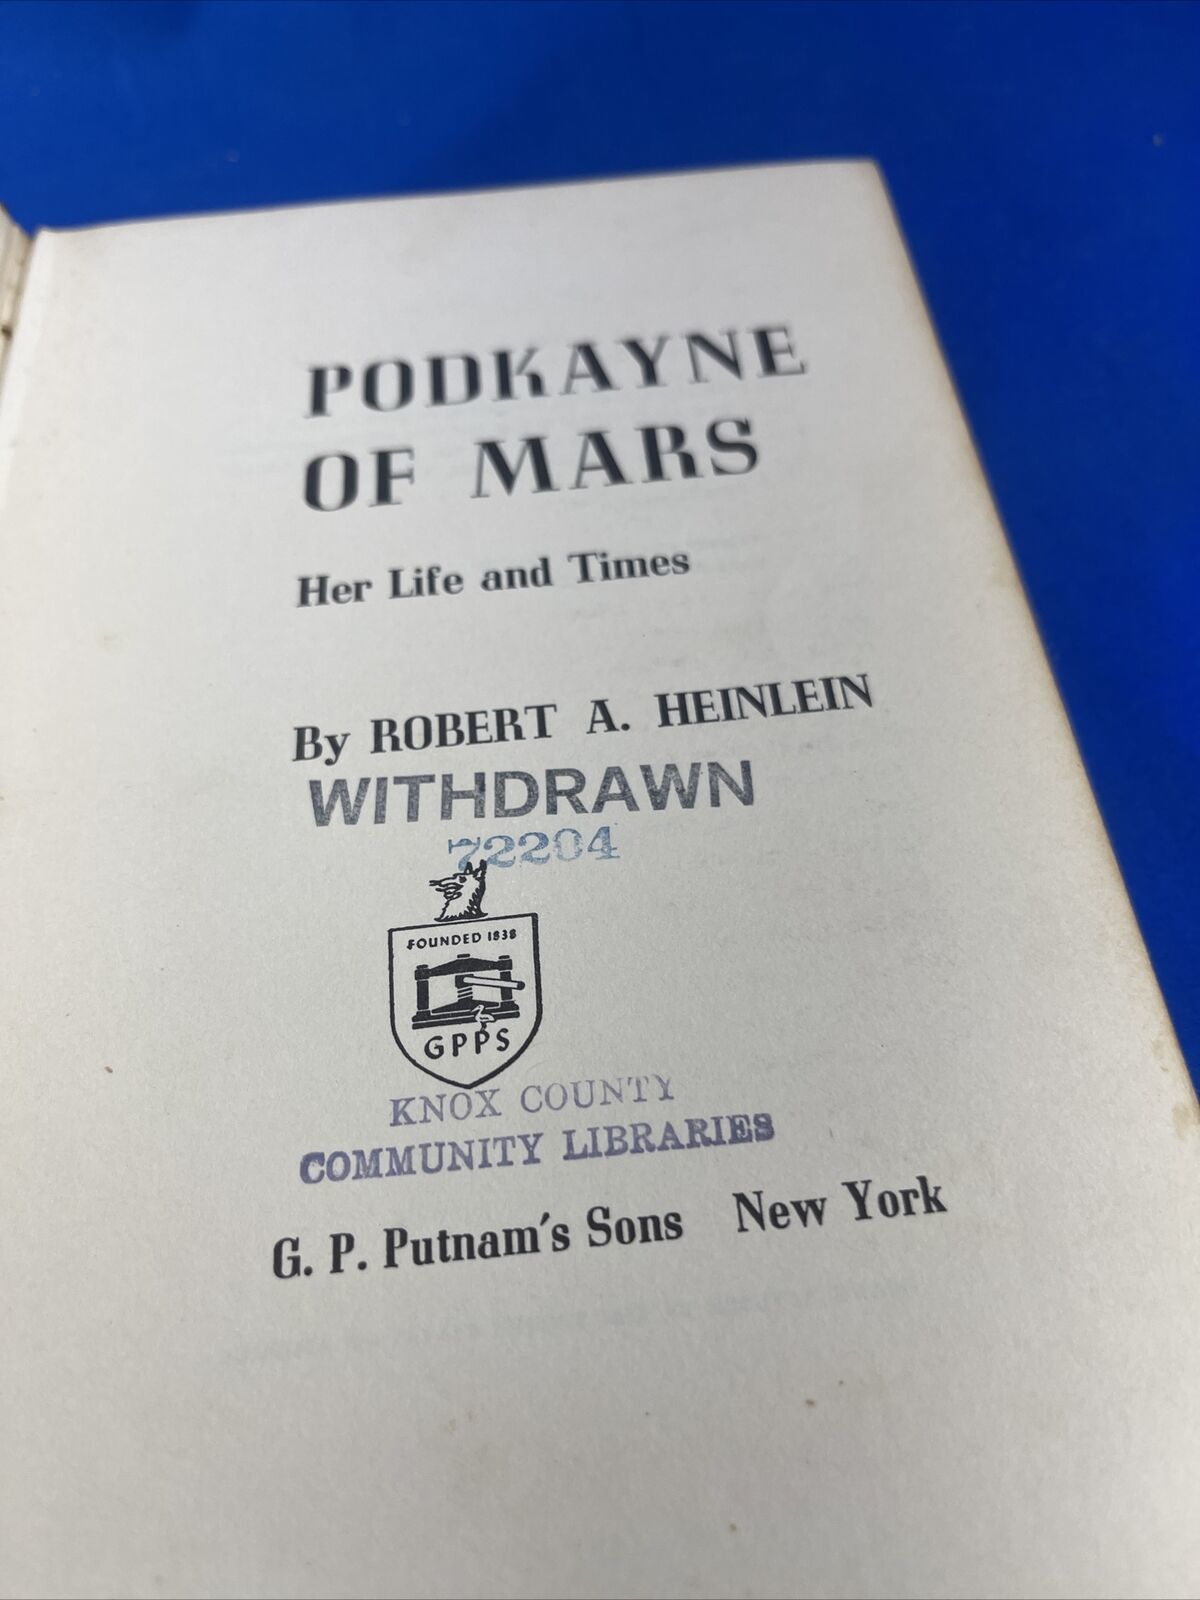 PODKAYNE
OF MARS
Her Life and Times
By ROBERT A. HEINLEIN
WITHDRAWN
72204
FOUNDED 1838
GPPS
KNOX COUNTY
COMMUNITY LIBRARIES
G. P. Putnam's Sons New York